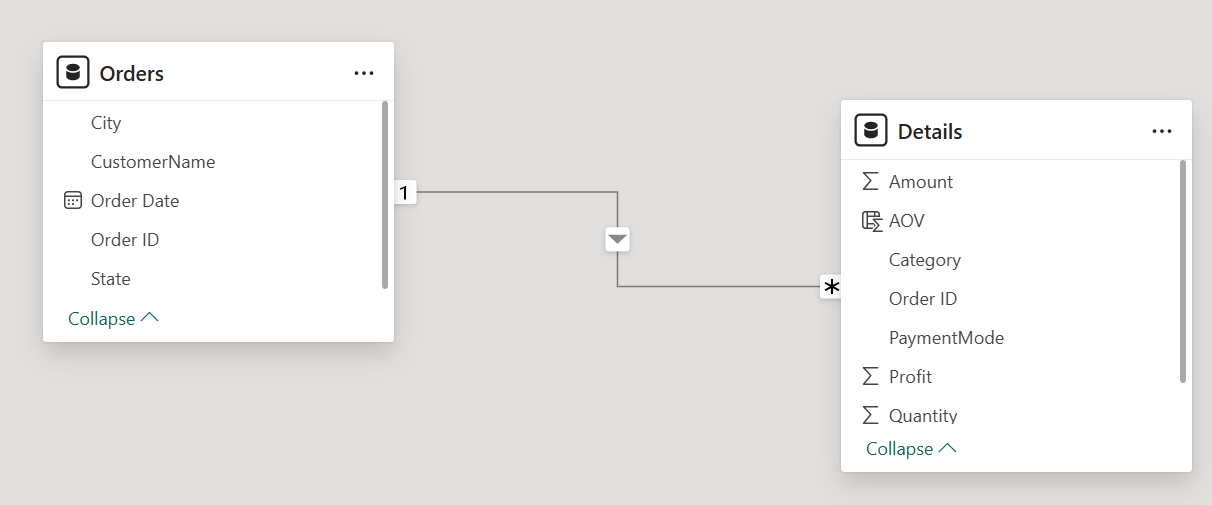 Orders
City
CustomerName
Order Date
Order ID
State
Collapse
1
*
Details
Amount
AOV
Category
Order ID
PaymentMode
Profit
Quantity
Collapse